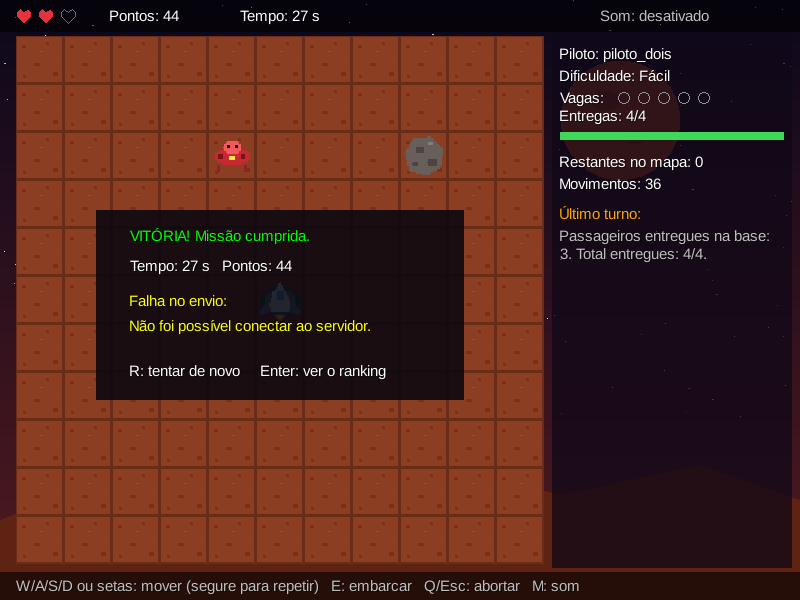 Pontos: 44 Tempo: 27 s Som: desativado
Piloto: piloto_dois
Dificuldade: Fácil
Vagas:
Entregas: 4/4
Restantes no mapa: 0
Movimentos: 36
Último turno:
Passageiros entregues na base:
3. Total entregues: 4/4.
VITÓRIA! Missão cumprida.
Tempo: 27 s Pontos: 44
Falha no envio:
Não foi possível conectar ao servidor.
R: tentar de novo Enter: ver o ranking
W/A/S/D ou setas: mover (segure para repetir) E: embarcar Q/Esc: abortar M: som